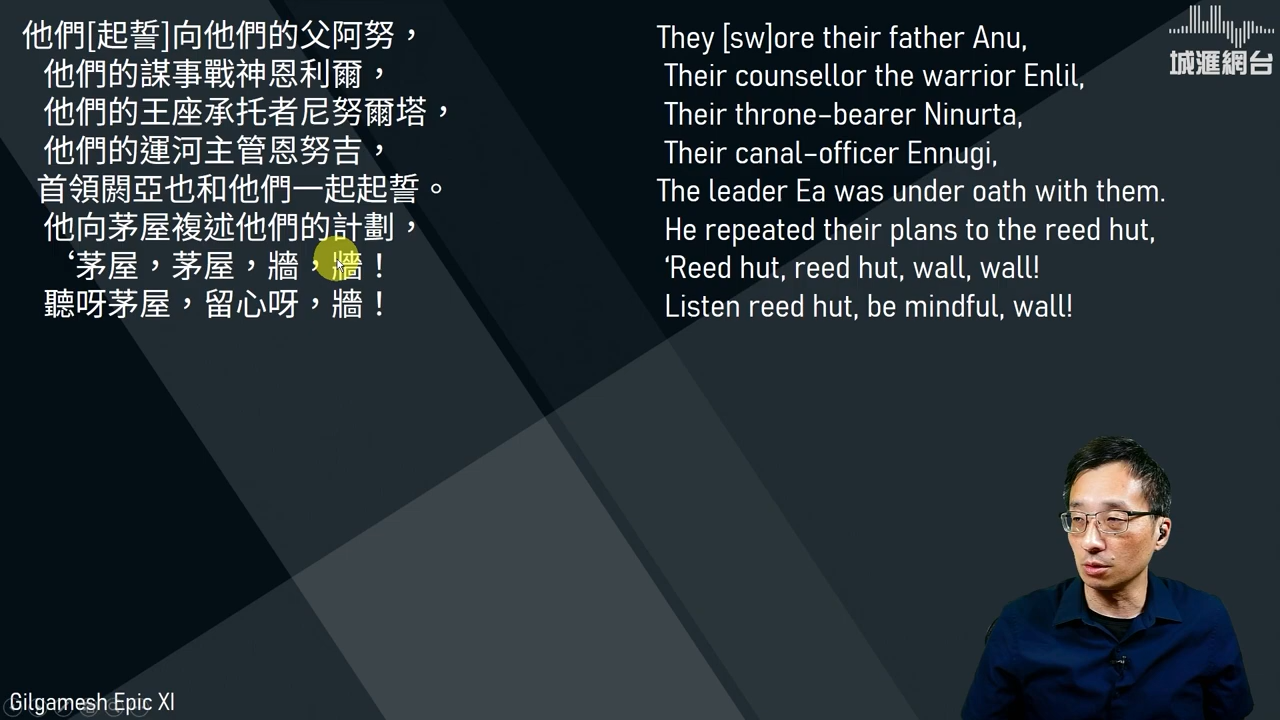 他們[起誓]向他們的父阿努，
他們的謀事戰神恩利爾，
他們的王座承托者尼努爾塔，
他們的運河主管恩努吉，
首領闕亞也和他們一起起誓。
他向茅屋複述他們的計劃，
‘茅屋，茅屋，牆，牆！
聽呀茅屋，留心呀，牆！
They [sw]ore their father Anu,
Their counsellor the warrior Enlil,
Their throne-bearer Ninurta,
Their canal-officer Ennugi,
The leader Ea was under oath with them.
He repeated their plans to the reed hut,
‘Reed hut, reed hut, wall, wall!
Listen reed hut, be mindful, wall!
城滙網台
Gilgamesh Epic XI